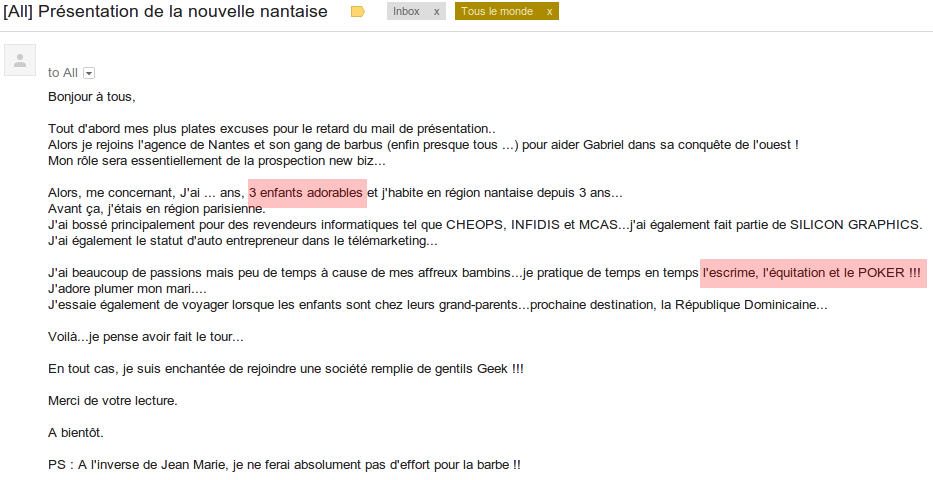 [All] Présentation de la nouvelle nantaise Inbox x Tous le monde x
to All
Bonjour à tous,
Tout d'abord mes plus plates excuses pour le retard du mail de présentation..
Alors je rejoins l'agence de Nantes et son gang de barbus (enfin presque tous ...) pour aider Gabriel dans sa conquête de l'ouest !
Mon rôle sera essentiellement de la prospection new biz...
Alors, me concernant, J'ai ... ans, 3 enfants adorables et j'habite en région nantaise depuis 3 ans...
Avant ça, j'étais en région parisienne.
J'ai bossé principalement pour des revendeurs informatiques tel que CHEOPS, INFIDIS et MCAS...j'ai également fait partie de SILICON GRAPHICS.
J'ai également le statut d'auto entrepreneur dans le télémarketing...
J'ai beaucoup de passions mais peu de temps à cause de mes affreux bambins...je pratique de temps en temps l'escrime, l'équitation et le POKER !!!
J'adore plumer mon mari....
J'essaie également de voyager lorsque les enfants sont chez leurs grand-parents...prochaine destination, la République Dominicaine...
Voilà...je pense avoir fait le tour...
En tout cas, je suis enchantée de rejoindre une société remplie de gentils Geek !!!
Merci de votre lecture.
A bientôt.
PS : A l'inverse de Jean Marie, je ne ferai absolument pas d'effort pour la barbe !!